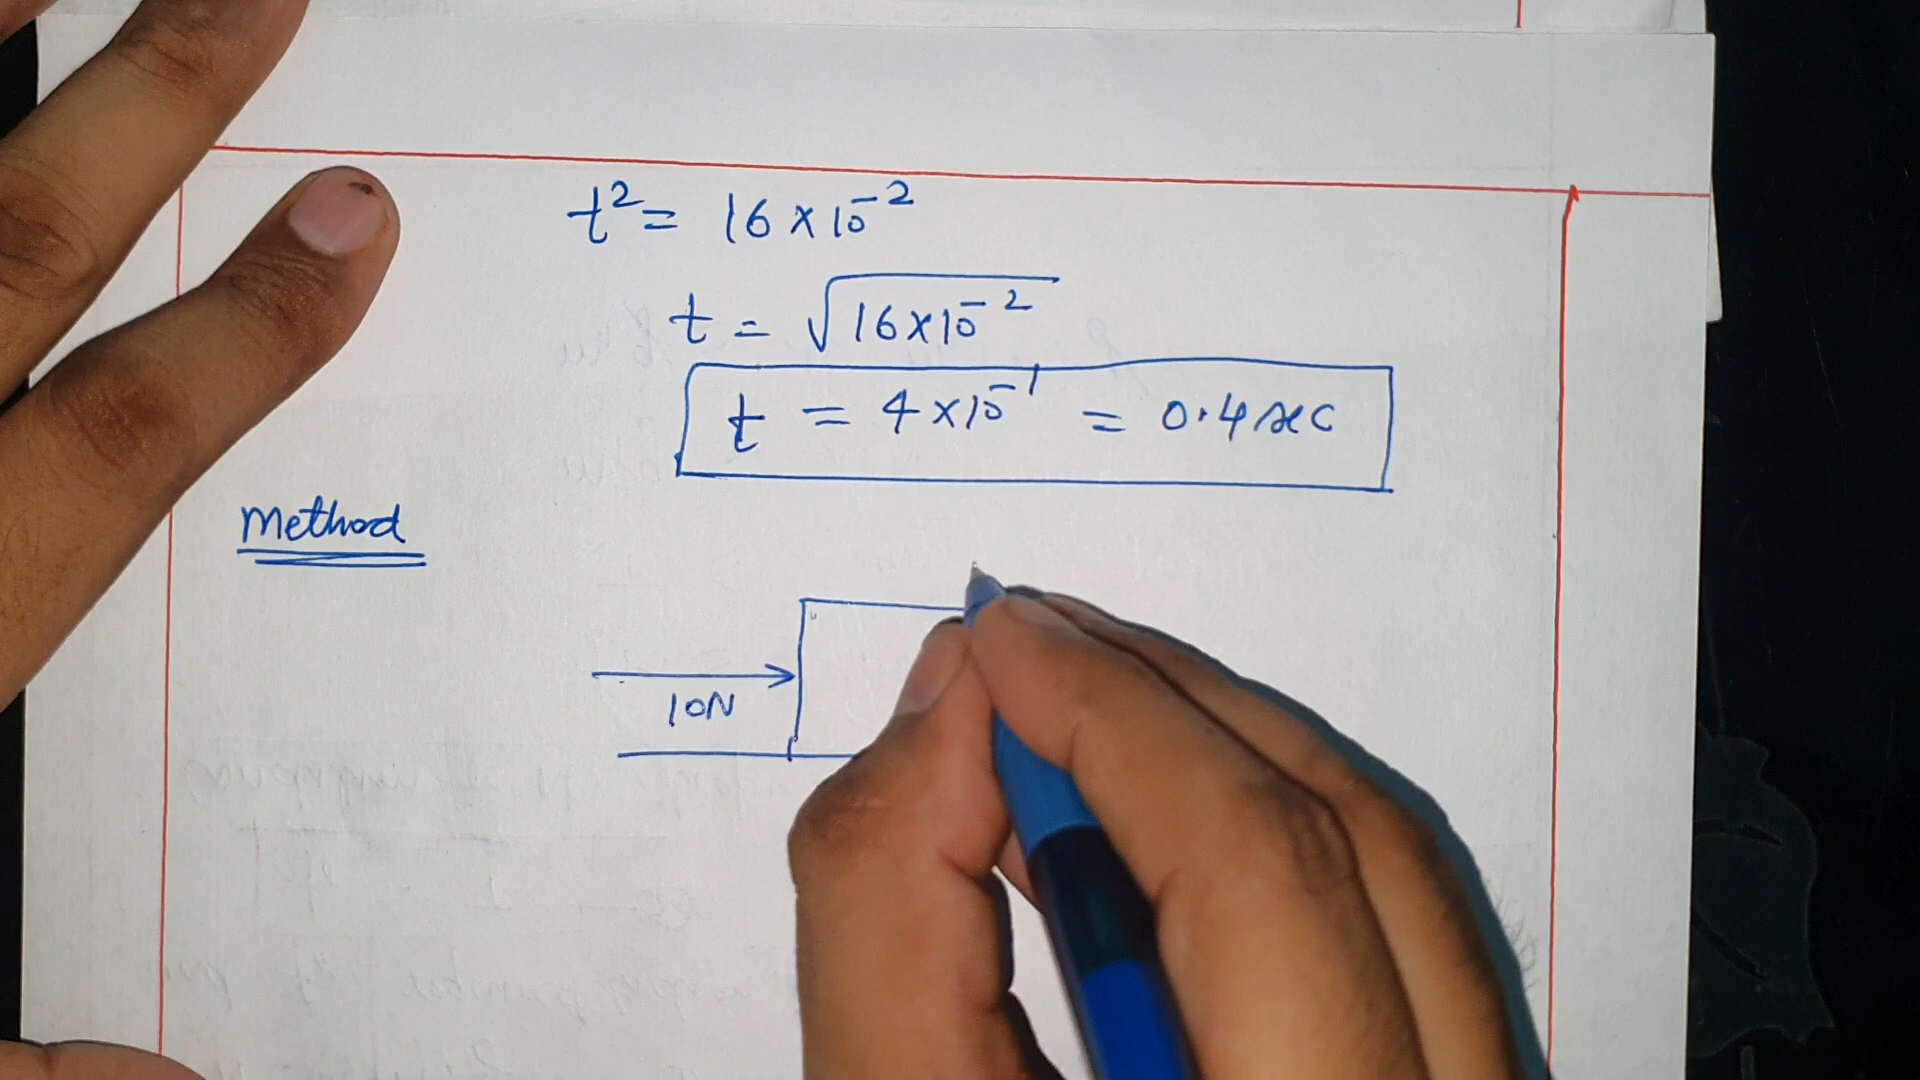 t² = 16 × 10⁻²
t = √16×10⁻²
t = 4×10⁻¹ = 0.4 sec
Method
10N